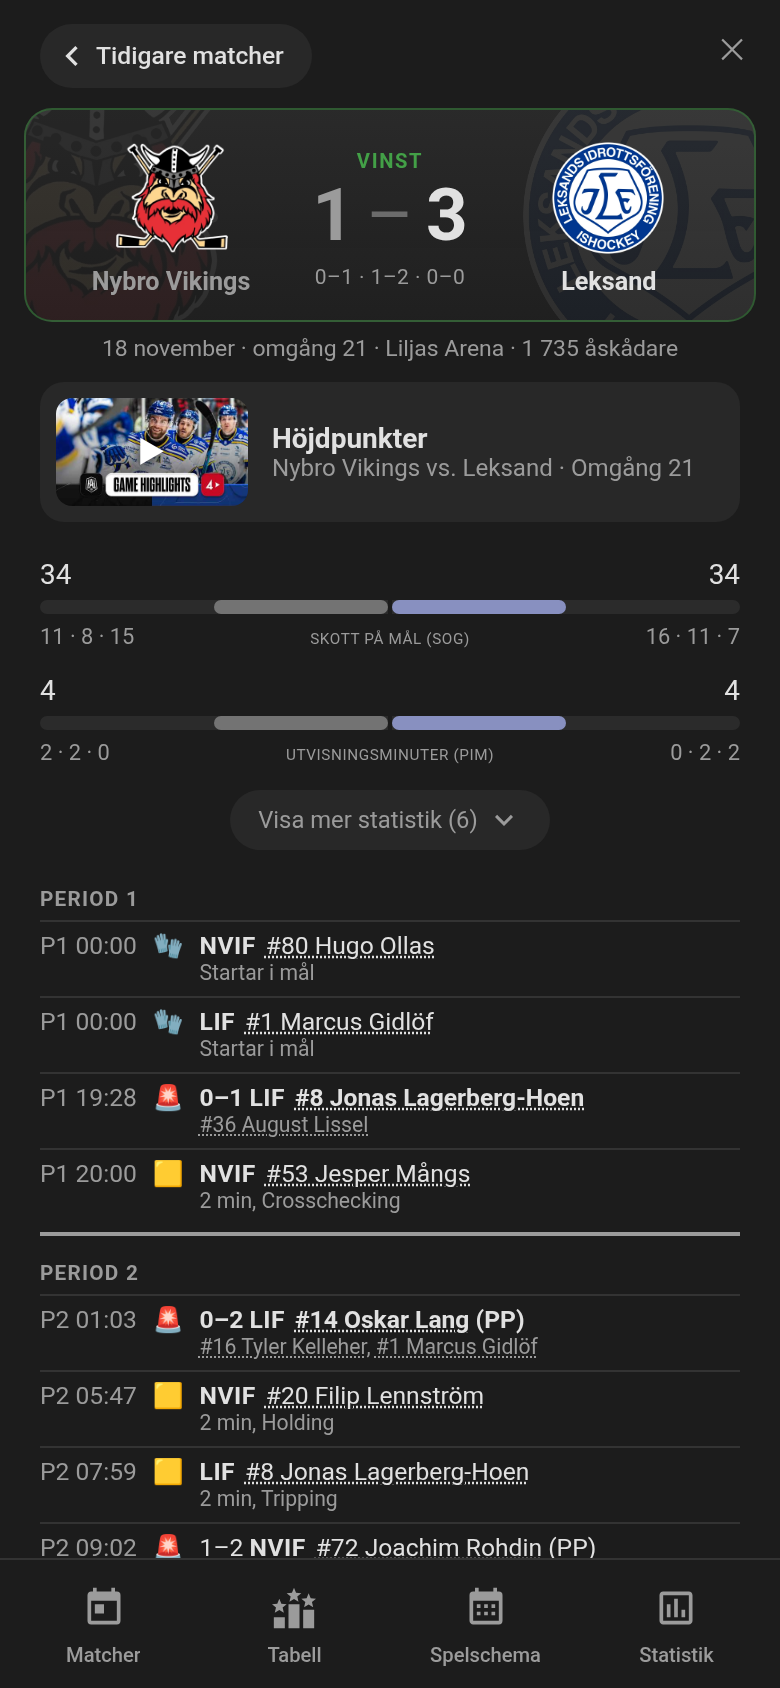 Tidigare matcher
VINST
1 – 3
0–1 · 1–2 · 0–0
Nybro Vikings
Leksand
LEKSANDS IDROTTSFÖRENING
ISHOCKEY
18 november · omgång 21 · Liljas Arena · 1 735 åskådare
GAME HIGHLIGHTS
4
Höjdpunkter
Nybro Vikings vs. Leksand · Omgång 21
34 34
11 · 8 · 15 SKOTT PÅ MÅL (SOG) 16 · 11 · 7
4 4
2 · 2 · 0 UTVISNINGSMINUTER (PIM) 0 · 2 · 2
Visa mer statistik (6)
PERIOD 1
P1 00:00 NVIF #80 Hugo Ollas
Startar i mål
P1 00:00 LIF #1 Marcus Gidlöf
Startar i mål
P1 19:28 0–1 LIF #8 Jonas Lagerberg-Hoen
#36 August Lissel
P1 20:00 NVIF #53 Jesper Mångs
2 min, Crosschecking
PERIOD 2
P2 01:03 0–2 LIF #14 Oskar Lang (PP)
#16 Tyler Kelleher, #1 Marcus Gidlöf
P2 05:47 NVIF #20 Filip Lennström
2 min, Holding
P2 07:59 LIF #8 Jonas Lagerberg-Hoen
2 min, Tripping
P2 09:02 1–2 NVIF #72 Joachim Rohdin (PP)
Matcher Tabell Spelschema Statistik